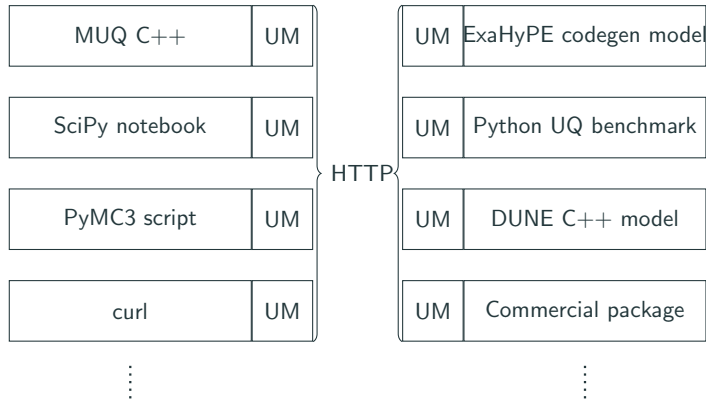 MUQ C++ UM UM ExaHyPE codegen model
SciPy notebook UM UM Python UQ benchmark
HTTP
PyMC3 script UM UM DUNE C++ model
curl UM UM Commercial package